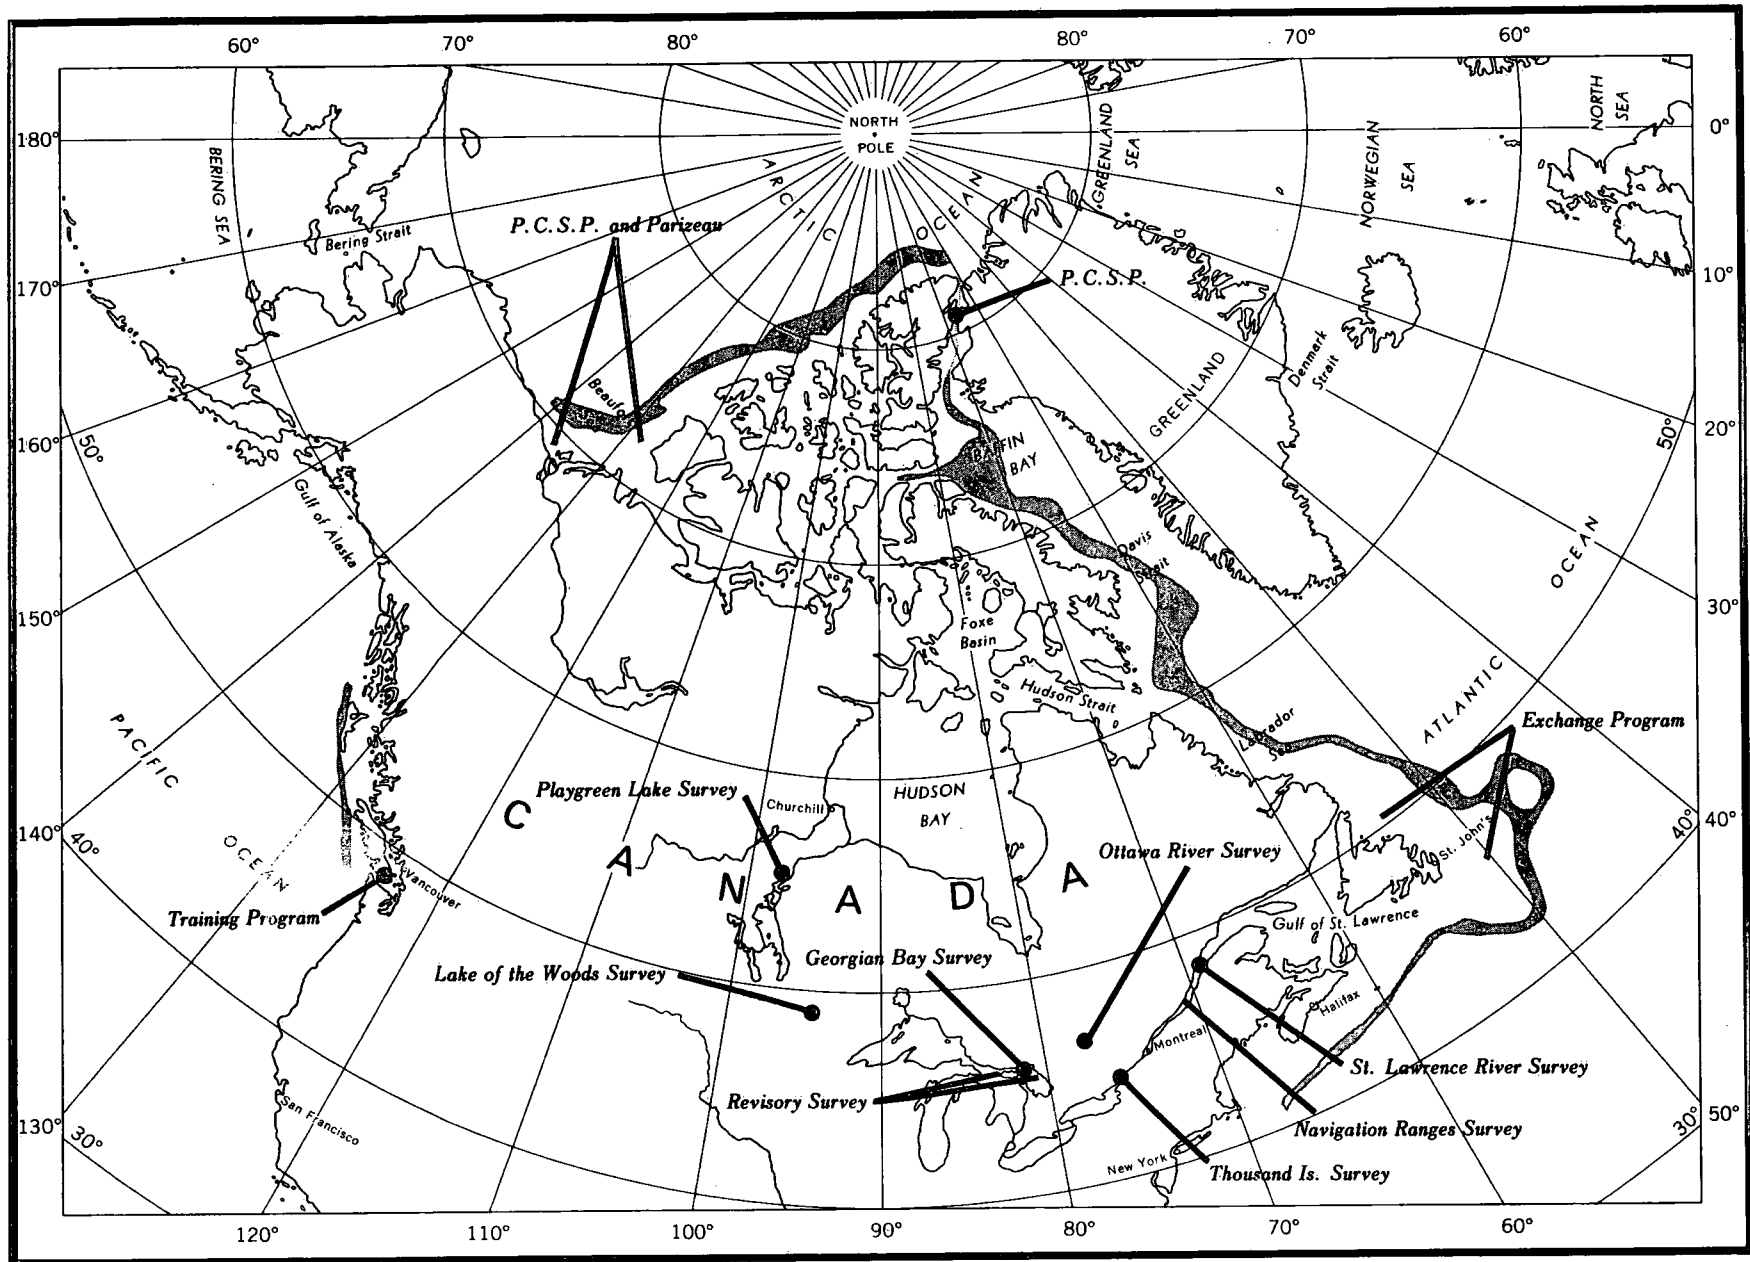 60° 70° 80° 80° 70° 60°
180°
170°
160°
150°
140°
130°
0°
10°
20°
30°
40°
50°
120° 110° 100° 90° 80° 70° 60°
50°
40°
30°
50°
40°
30°
NORTH
POLE
ARCTIC OCEAN
GREENLAND
SEA
NORWEGIAN
SEA
NORTH
SEA
BERING SEA
Bering Strait
P.C.S.P. and Parizeau
P.C.S.P.
Denmark
Strait
GREENLAND
BAFFIN
BAY
Davis
Strait
Gulf of Alaska
Foxe
Basin
Hudson Strait
Labrador
Sea
ATLANTIC OCEAN
Exchange Program
PACIFIC OCEAN
Playgreen Lake Survey
Churchill
HUDSON
BAY
CANADA
Ottawa River Survey
St. John's
Vancouver
Training Program
Gulf of St. Lawrence
Georgian Bay Survey
Lake of the Woods Survey
Halifax
Montreal
St. Lawrence River Survey
Revisory Survey
San Francisco
Navigation Ranges Survey
New York
Thousand Is. Survey